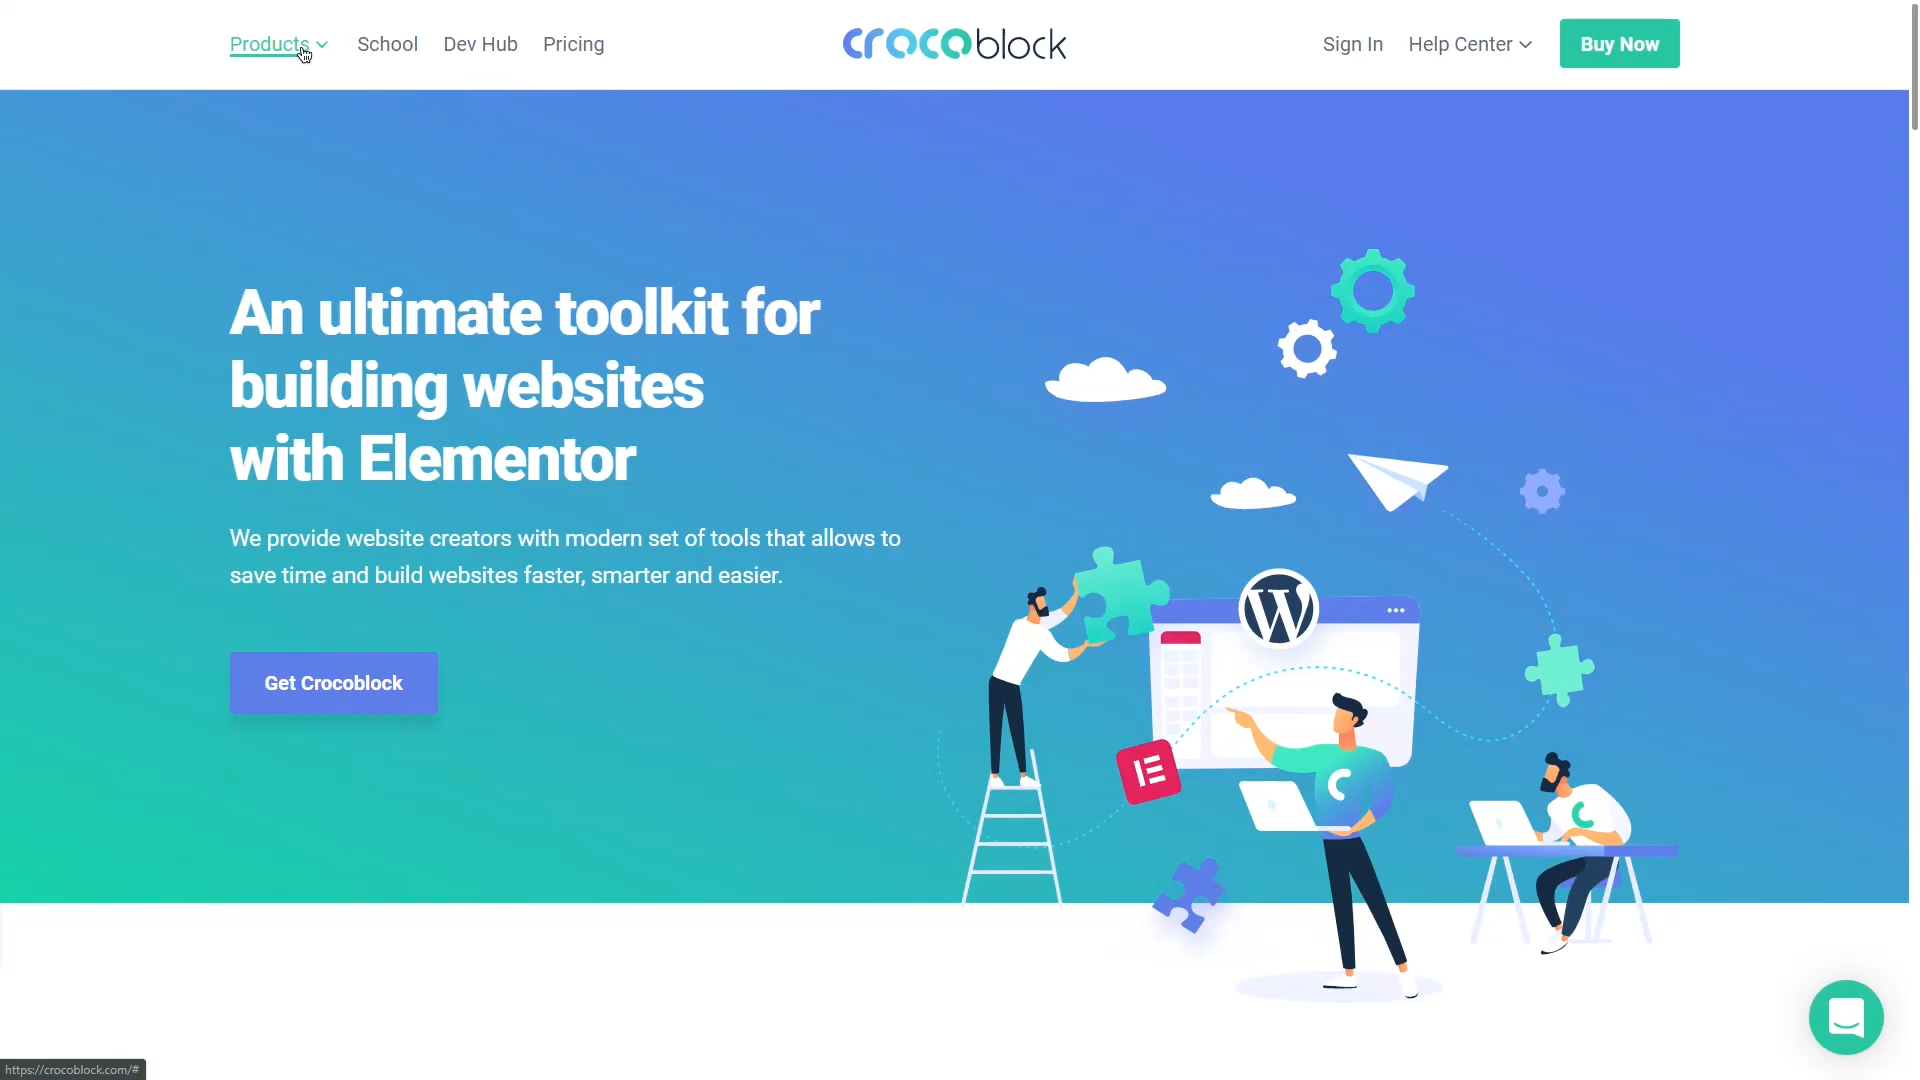 Products School Dev Hub Pricing crocoblock Sign In Help Center Buy Now
An ultimate toolkit for
building websites
with Elementor
We provide website creators with modern set of tools that allows to
save time and build websites faster, smarter and easier.
Get Crocoblock
https://crocoblock.com/#